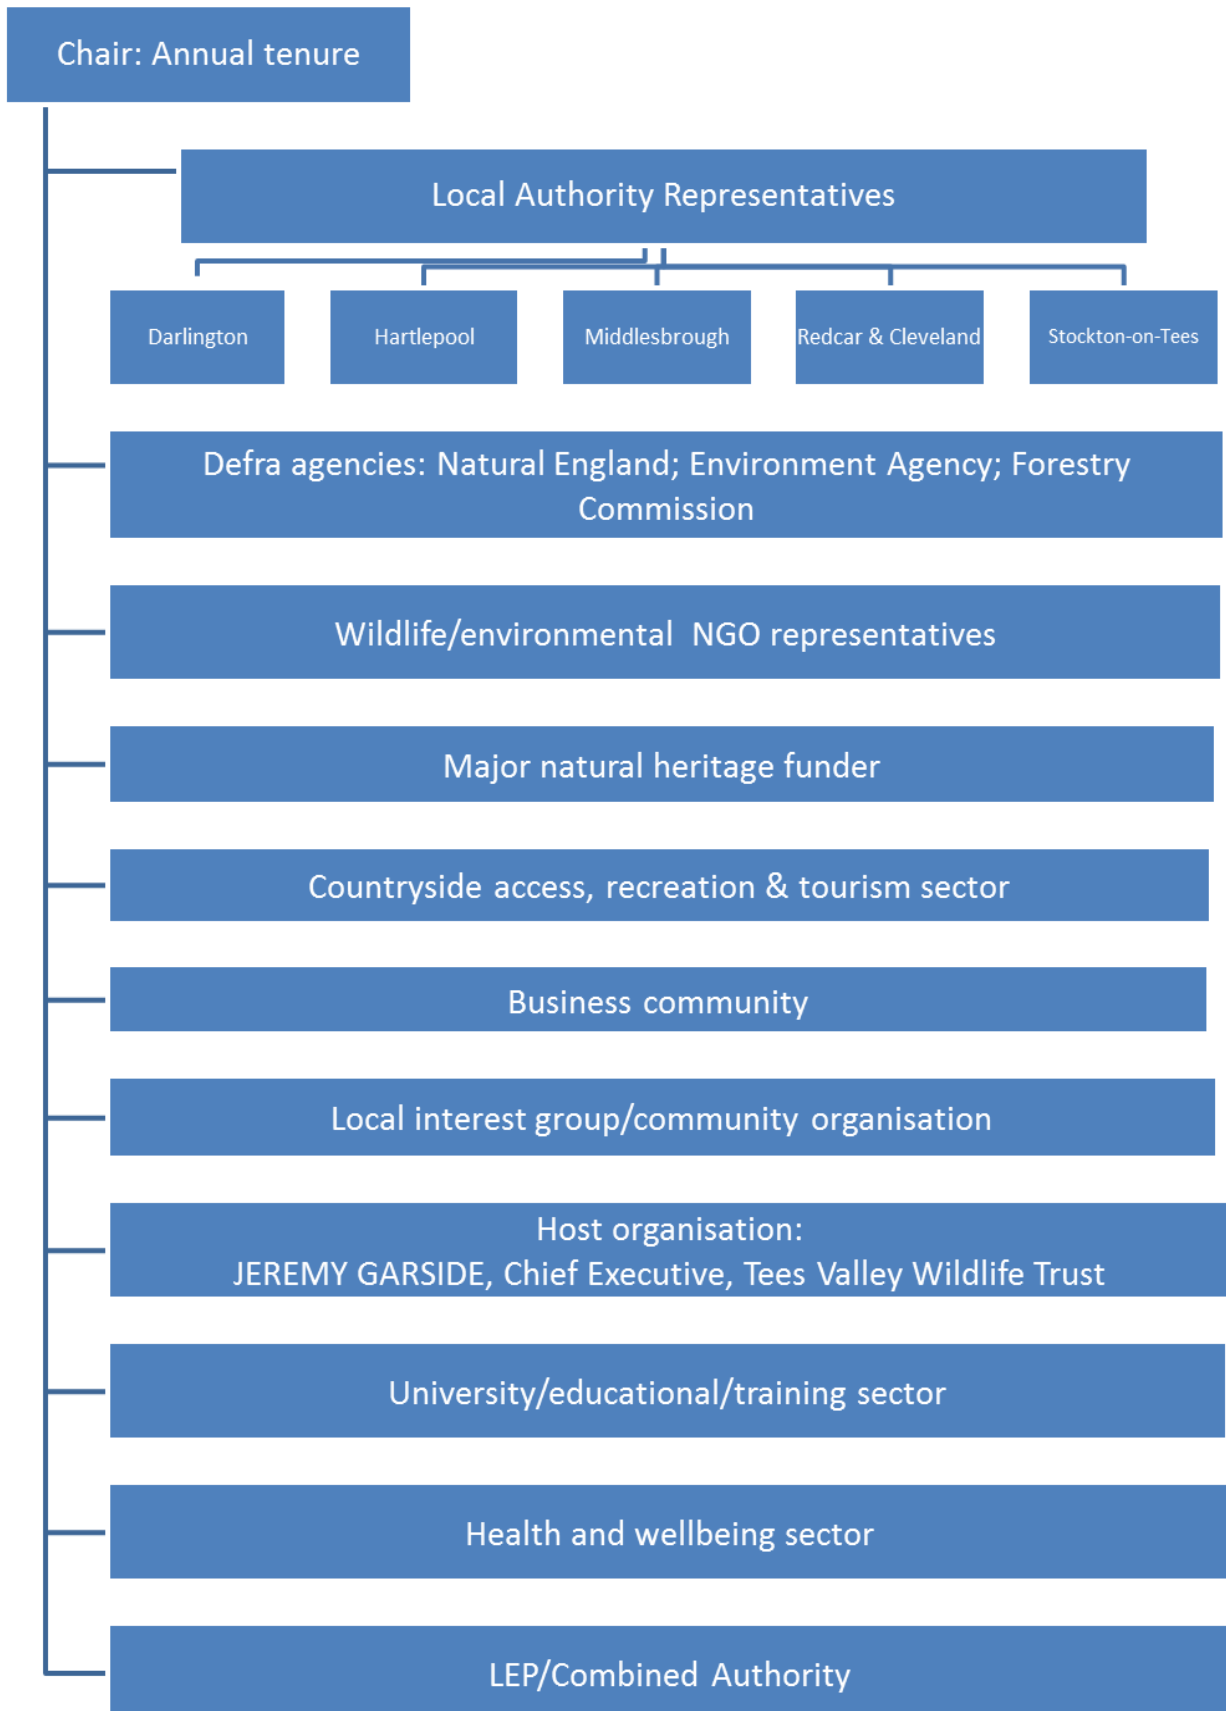 Chair: Annual tenure
Local Authority Representatives
Darlington
Hartlepool
Middlesbrough
Redcar & Cleveland
Stockton-on-Tees
Defra agencies: Natural England; Environment Agency; Forestry
Commission
Wildlife/environmental  NGO representatives
Major natural heritage funder
Countryside access, recreation & tourism sector
Business community
Local interest group/community organisation
Host organisation:
JEREMY GARSIDE, Chief Executive, Tees Valley Wildlife Trust
University/educational/training sector
Health and wellbeing sector
LEP/Combined Authority